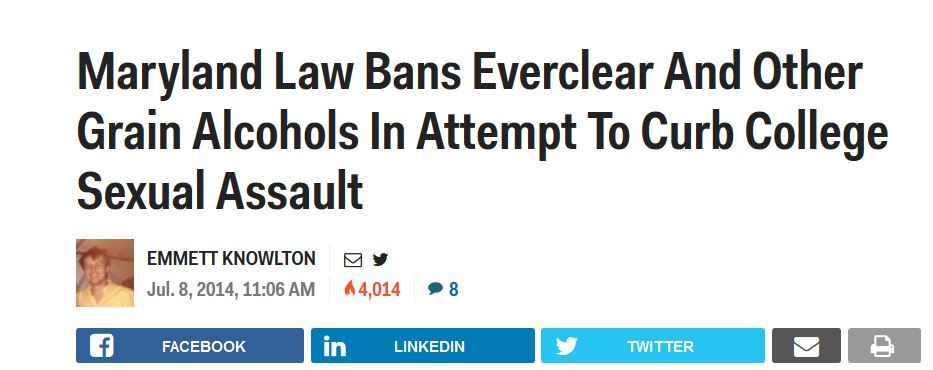 Maryland Law Bans Everclear And Other
Grain Alcohols In Attempt To Curb College
Sexual Assault
EMMETT KNOWLTON
Jul. 8, 2014, 11:06 AM 4,014 8
FACEBOOK LINKEDIN TWITTER